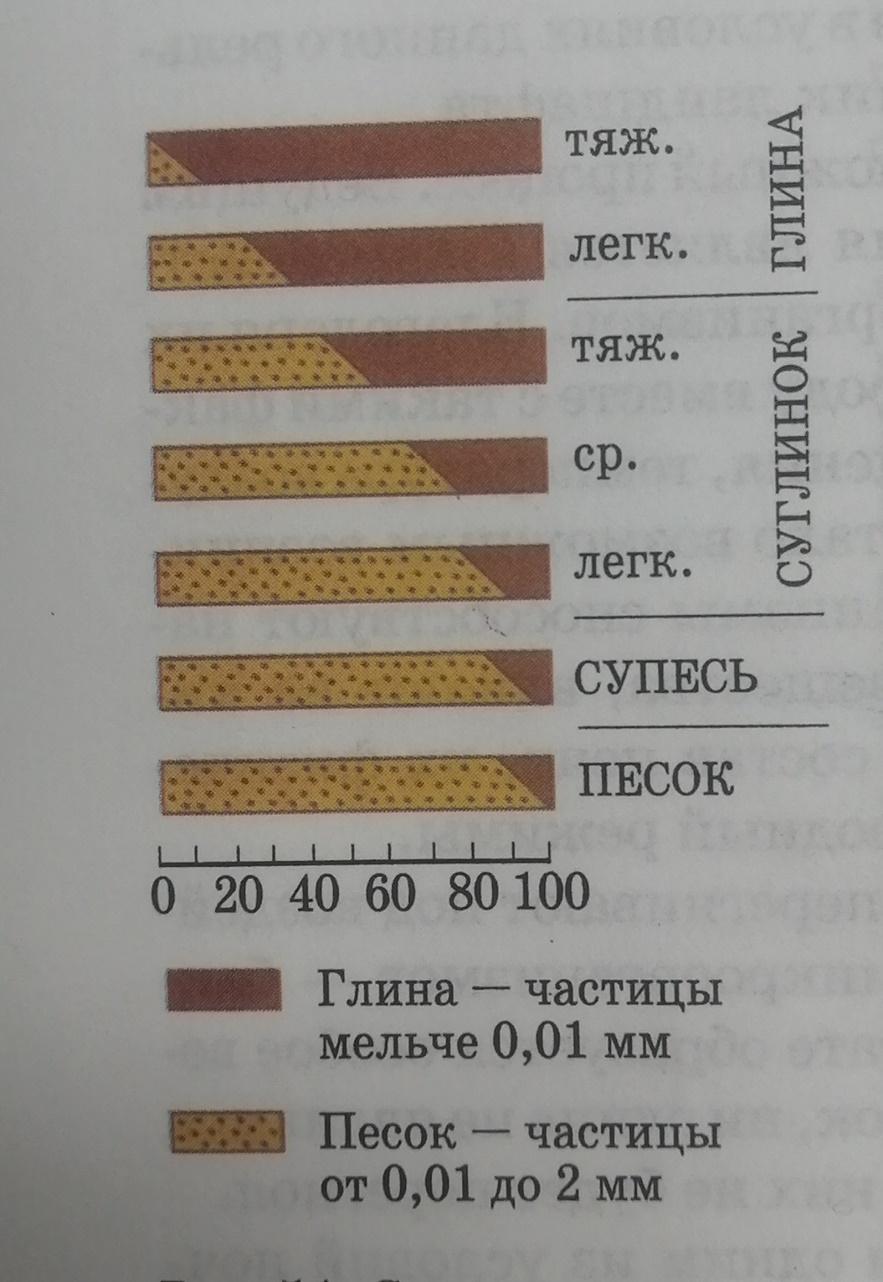 тяж.
легк.
ГЛИНА
тяж.
ср.
легк.
СУГЛИНОК
СУПЕСЬ
ПЕСОК
0 20 40 60 80 100
Глина — частицы
мельче 0,01 мм
Песок — частицы
от 0,01 до 2 мм